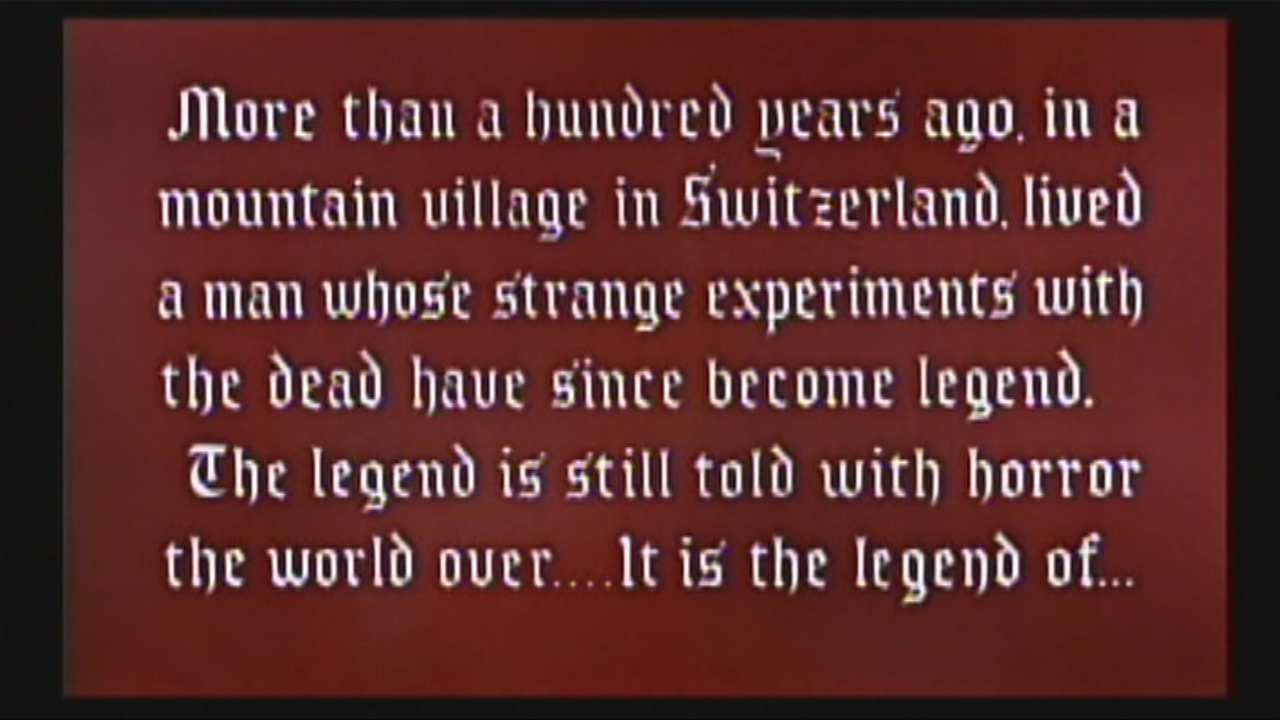 More than a hundred years ago, in a
mountain village in Switzerland, lived
a man whose strange experiments with
the dead have since become legend.
The legend is still told with horror
the world over....It is the legend of...